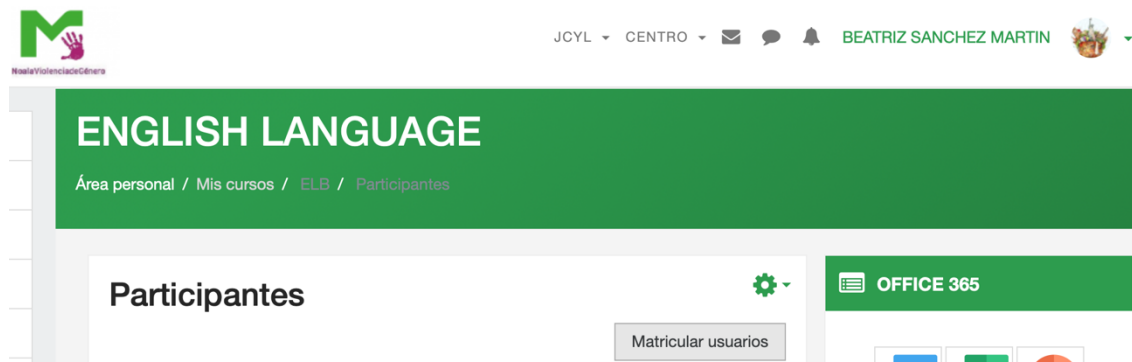 NoalaViolenciadeGénero
JCYL CENTRO BEATRIZ SANCHEZ MARTIN
ENGLISH LANGUAGE
Área personal / Mis cursos / ELB / Participantes
Participantes
Matricular usuarios
OFFICE 365